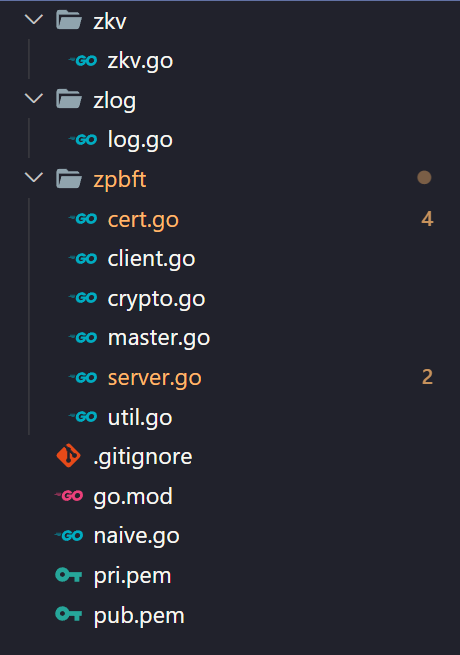 zkv
GO zkv.go
zlog
GO log.go
zpbft
GO cert.go 4
GO client.go
GO crypto.go
GO master.go
GO server.go 2
GO util.go
.gitignore
GO go.mod
GO naive.go
pri.pem
pub.pem